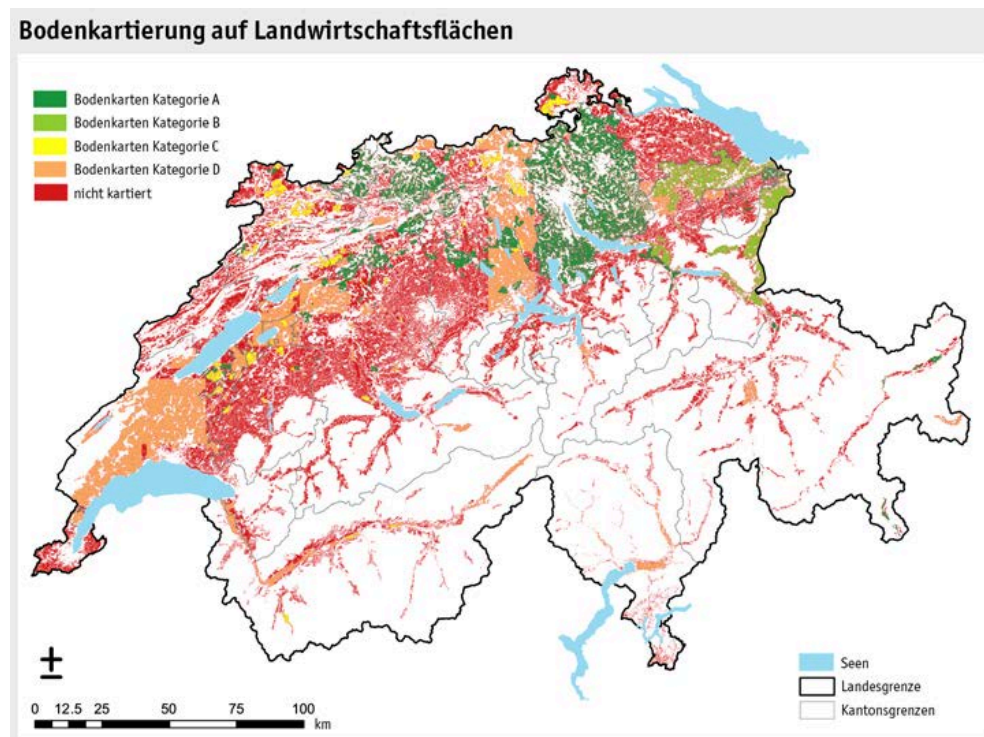 Bodenkartierung auf Landwirtschaftsflächen
Bodenkarten Kategorie A
Bodenkarten Kategorie B
Bodenkarten Kategorie C
Bodenkarten Kategorie D
nicht kartiert
Seen
Landesgrenze
Kantonsgrenzen
0 12.5 25 50 75 100
km